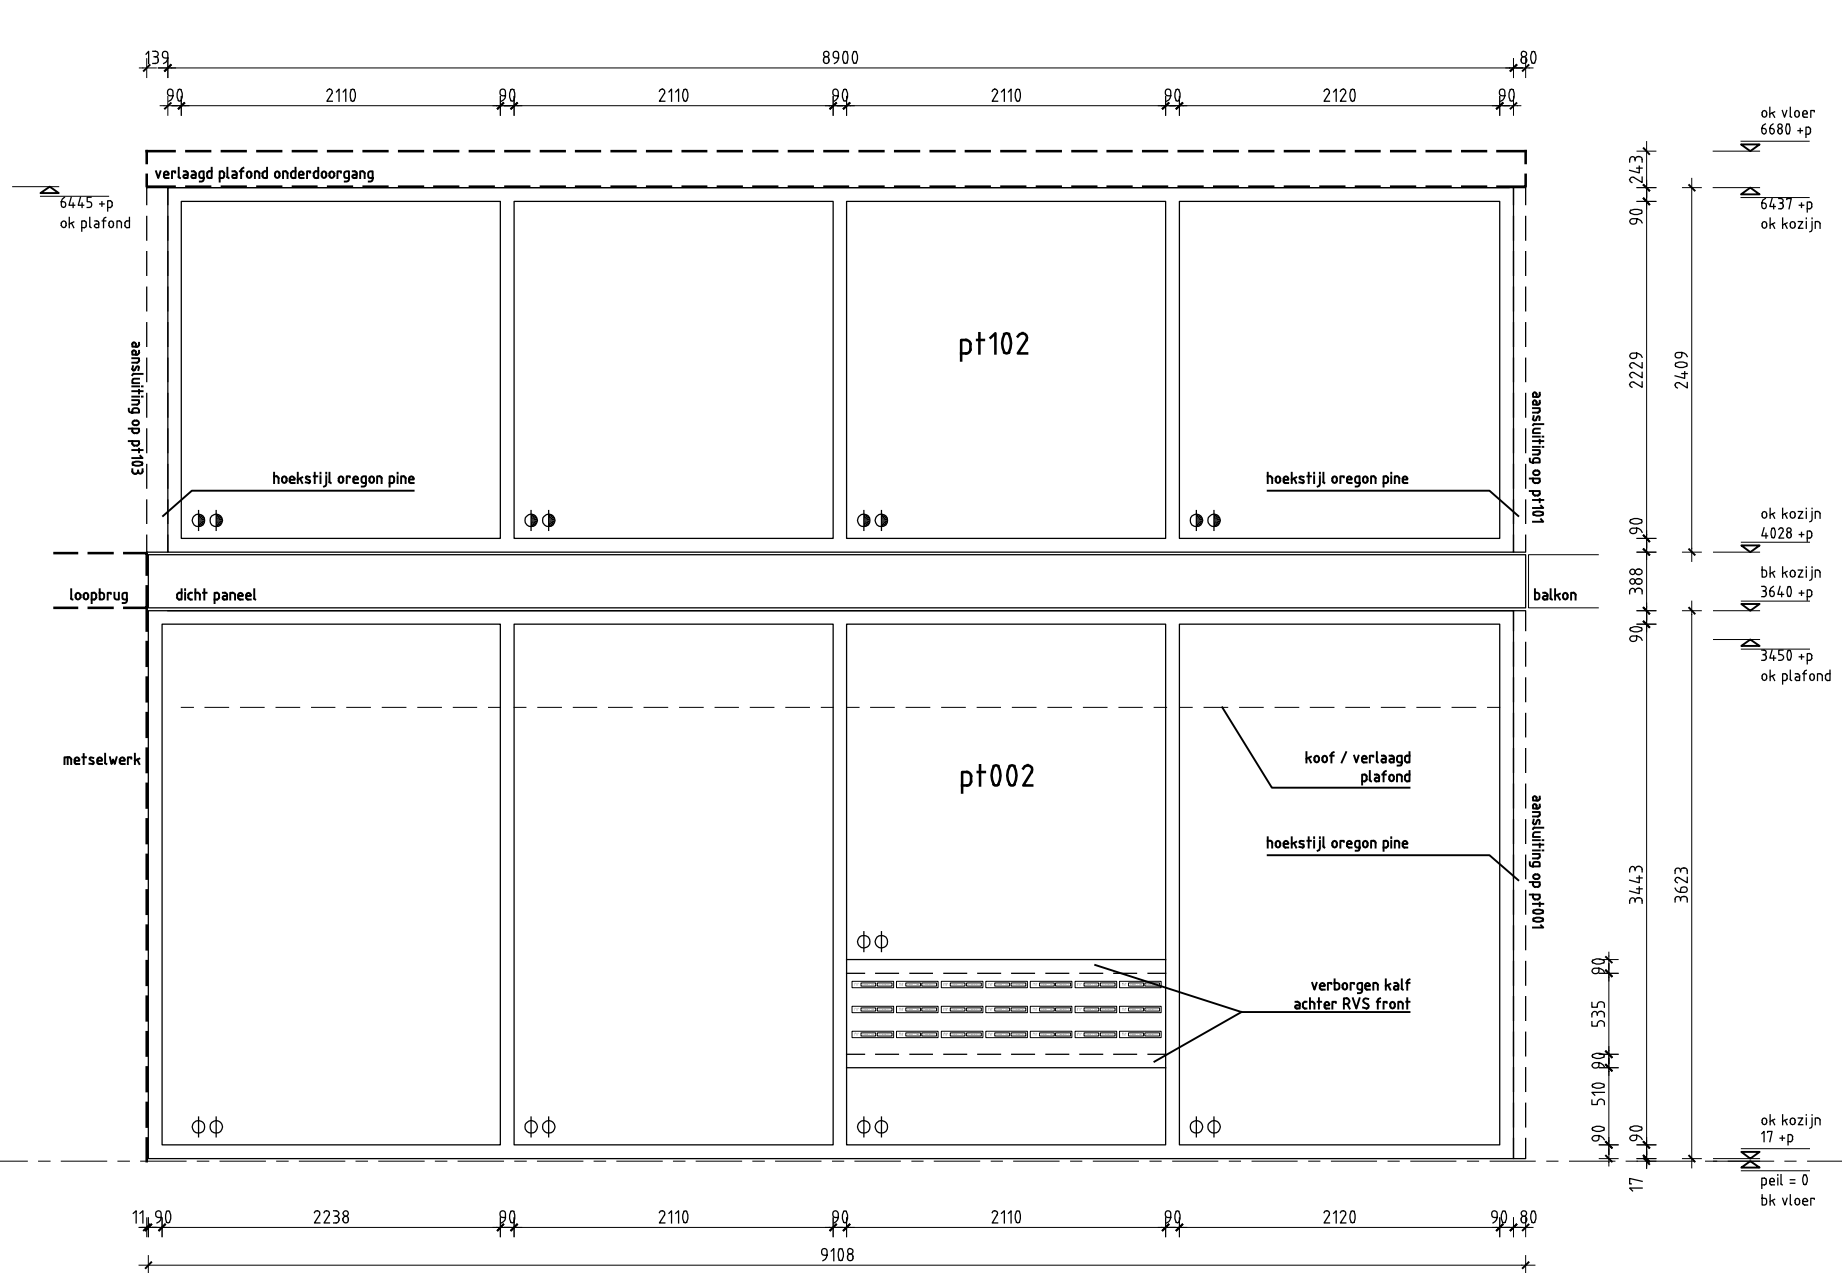 139 8900 80
90 2110 90 2110 90 2110 90 2120 90
ok vloer
6680 +p
verlaagd plafond onderdoorgang
243
6445 +p
ok plafond
90
6437 +p
ok kozijn
pt102
aansluiting op pt103
2229
2409
aansluiting op pt101
hoekstijl oregon pine
hoekstijl oregon pine
90
ok kozijn
4028 +p
loopbrug
dicht paneel
balkon
388
bk kozijn
3640 +p
90
3450 +p
ok plafond
metselwerk
pt002
koof / verlaagd
plafond
hoekstijl oregon pine
aansluiting op pt001
3443
3623
verborgen kalf
achter RVS front
90
535
90
510
90
90
17
ok kozijn
17 +p
peil = 0
bk vloer
11 90 2238 90 2110 90 2110 90 2120 90 80
9108